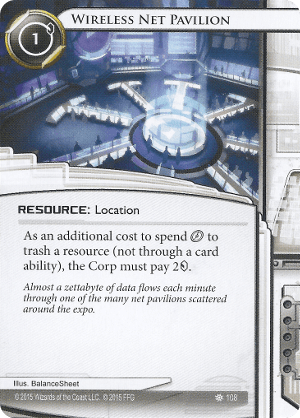 WIRELESS NET PAVILION
1
RESOURCE: Location
As an additional cost to spend to
trash a resource (not through a card
ability), the Corp must pay 2
Almost a zettabyte of data flows each minute
through one of the many net pavilions scattered
around the expo.
Illus. BalanceSheet
© 2015 Wizards of the Coast LLC. © 2015 FFG
108